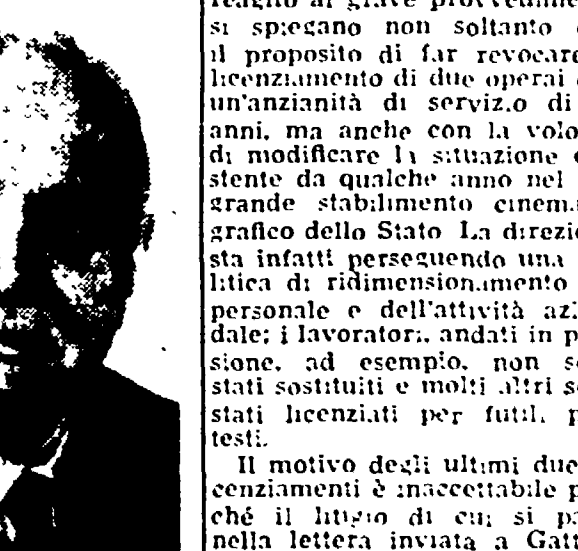 si spiegano non soltanto
il proposito di far revocare
licenziamento di due operai
un'anzianità di servizio di
anni, ma anche con la volo
di modificare la situazione e
stente da qualche anno nel
grande stabilimento cinem
grafico dello Stato La direzio
sta infatti perseguendo una
litica di ridimensionamento
personale e dell'attività azi
dale; i lavoratori, andati in p
sione, ad esempio, non so
stati sostituiti e molti altri so
stati licenziati per futili p
testi.
Il motivo degli ultimi due
cenziamenti è inaccettabile p
ché il litigio di cui si pa
nella lettera inviata a Gatt